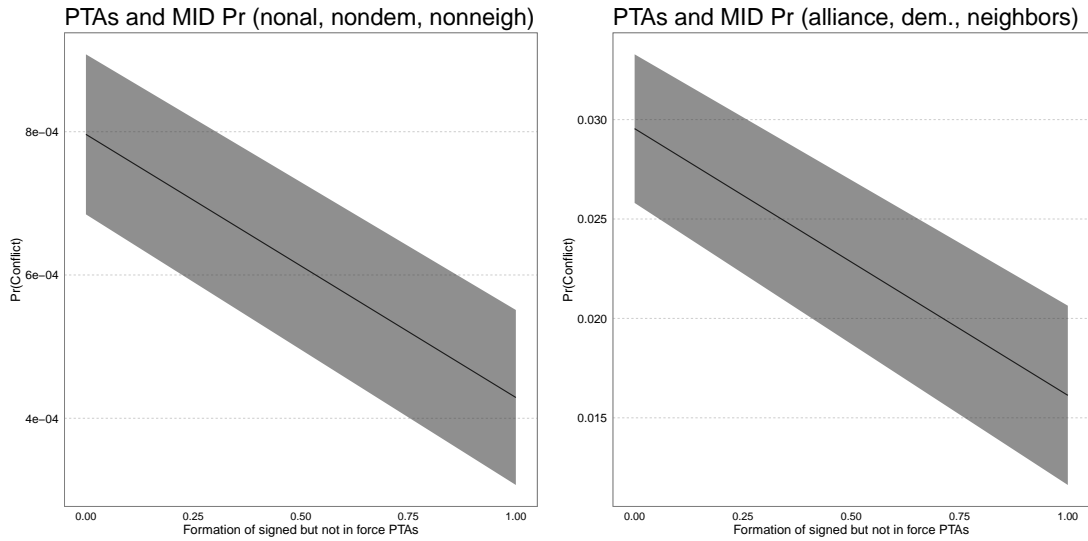 PTAs and MID Pr (nonal, nondem, nonneigh)
8e−04
6e−04
4e−04
Pr(Conflict)
0.00 0.25 0.50 0.75 1.00
Formation of signed but not in force PTAs
PTAs and MID Pr (alliance, dem., neighbors)
0.030
0.025
0.020
0.015
Pr(Conflict)
0.00 0.25 0.50 0.75 1.00
Formation of signed but not in force PTAs